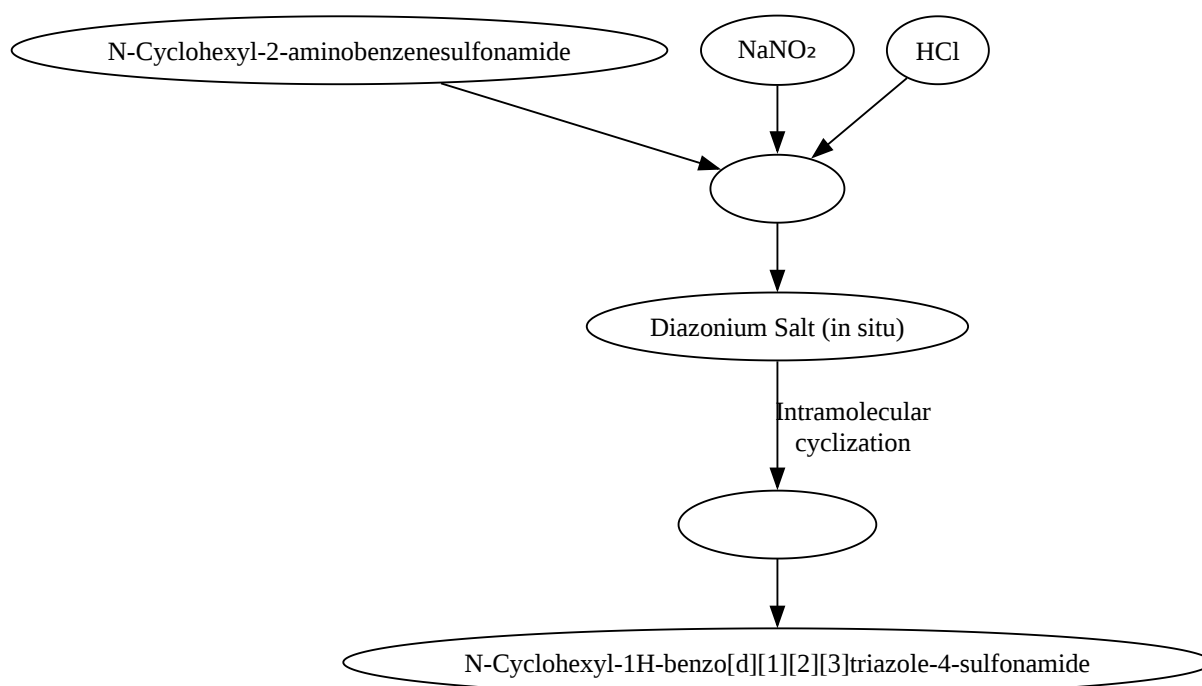 N-Cyclohexyl-2-aminobenzenesulfonamide
NaNO₂
HCl
Diazonium Salt (in situ)
Intramolecular
cyclization
N-Cyclohexyl-1H-benzo[d][1][2][3]triazole-4-sulfonamide